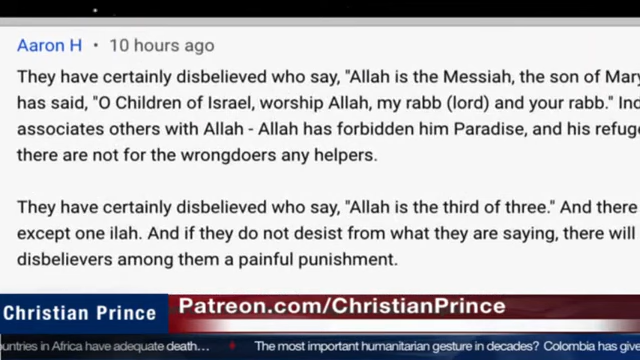 Aaron H • 10 hours ago
They have certainly disbelieved who say, "Allah is the Messiah, the son of Mary
has said, "O Children of Israel, worship Allah, my rabb (lord) and your rabb." Ind
associates others with Allah - Allah has forbidden him Paradise, and his refuge
there are not for the wrongdoers any helpers.
They have certainly disbelieved who say, "Allah is the third of three." And there
except one ilah. And if they do not desist from what they are saying, there will
disbelievers among them a painful punishment.
Christian Prince
Patreon.com/ChristianPrince
ountries in Africa have adequate death... The most important humanitarian gesture in decades? Colombia has give